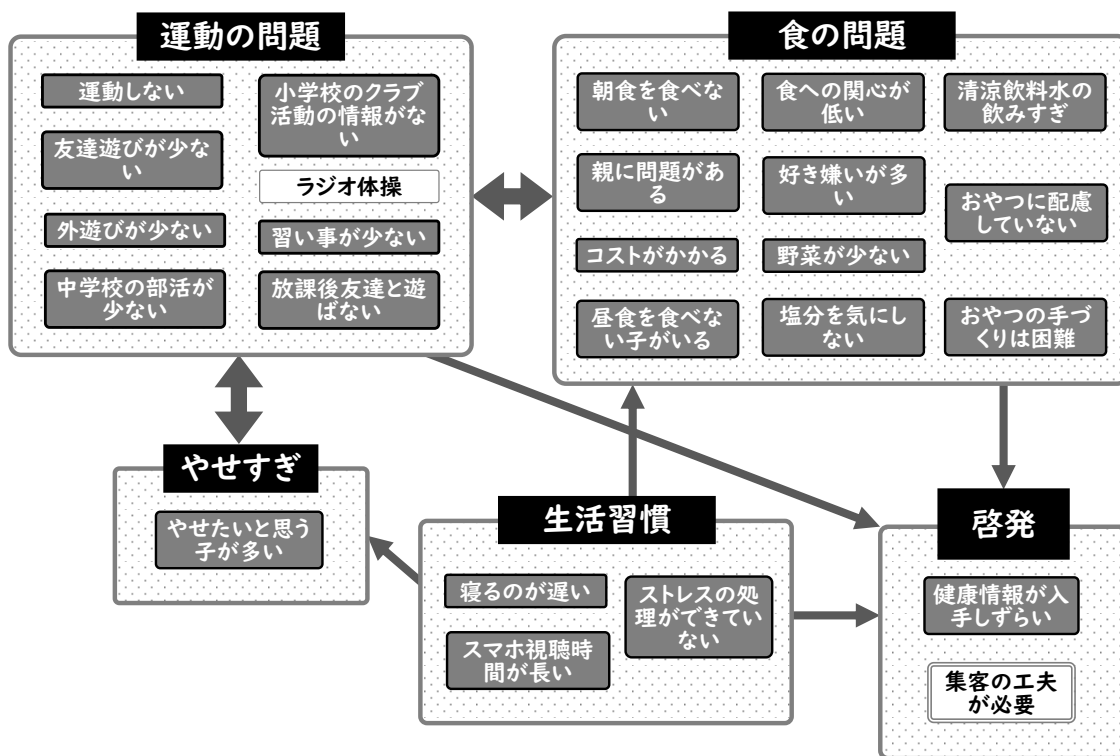 運動の問題
運動しない
友達遊びが少な
い
外遊びが少ない
中学校の部活が
少ない
小学校のクラブ
活動の情報がな
い
ラジオ体操
習い事が少ない
放課後友達と遊
ばない
食の問題
朝食を食べな
い
親に問題があ
る
コストがかかる
昼食を食べな
い子がいる
食への関心が
低い
好き嫌いが多
い
野菜が少ない
塩分を気にし
ない
清涼飲料水の
飲みすぎ
おやつに配慮
していない
おやつの手づ
くりは困難
やせすぎ
やせたいと思う
子が多い
生活習慣
寝るのが遅い
スマホ視聴時
間が長い
ストレスの処
理ができてい
ない
啓発
健康情報が入
手しずらい
集客の工夫
が必要